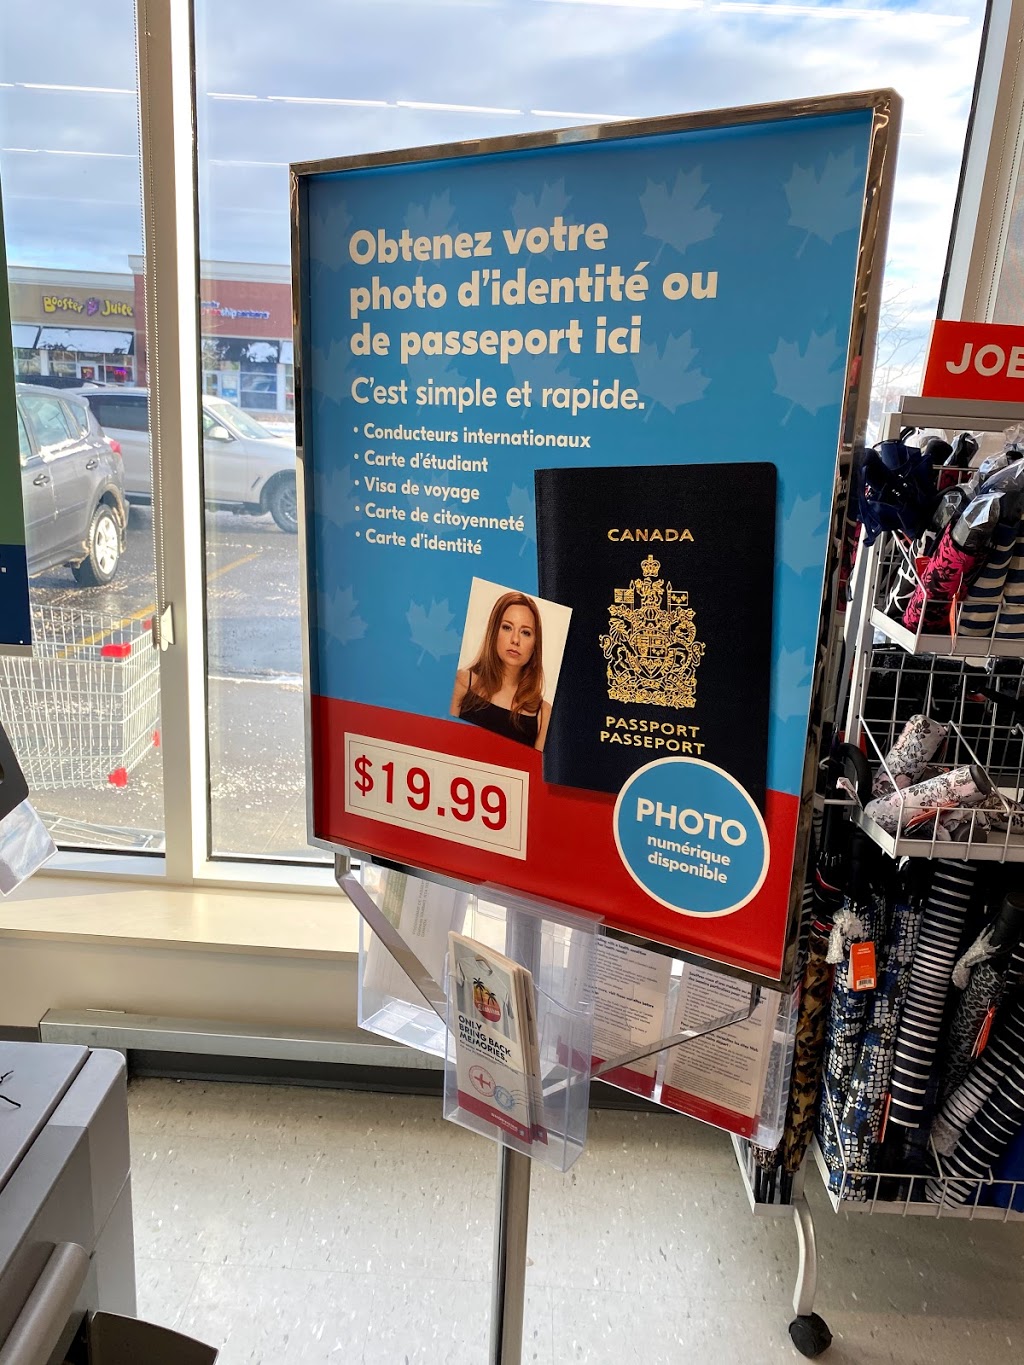 Obtenez votre
photo d'identité ou
de passeport ici
C'est simple et rapide.
• Conducteurs internationaux
• Carte d'étudiant
• Visa de voyage
• Carte de citoyenneté
• Carte d'identité
CANADA
PASSPORT
PASSEPORT
$19.99
PHOTO
numérique
disponible
Booster Juice
JOE
ONLY
BRING BACK
MEMORIES.